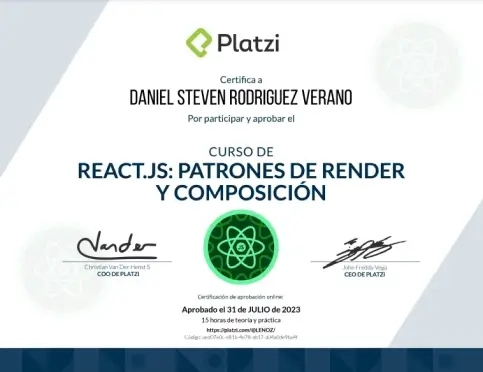 Platzi
Certifica a
DANIEL STEVEN RODRIGUEZ VERANO
Por participar y aprobar el
CURSO DE
REACT.JS: PATRONES DE RENDER
Y COMPOSICIÓN
Christian Van Der Henst S
COO DE PLATZI
John Freddy Vega
CEO DE PLATZI
Certificación de aprobación online:
Aprobado el 31 de JULIO de 2023
15 horas de teoría y práctica
https://platzi.com/@LENOZ/
Código: